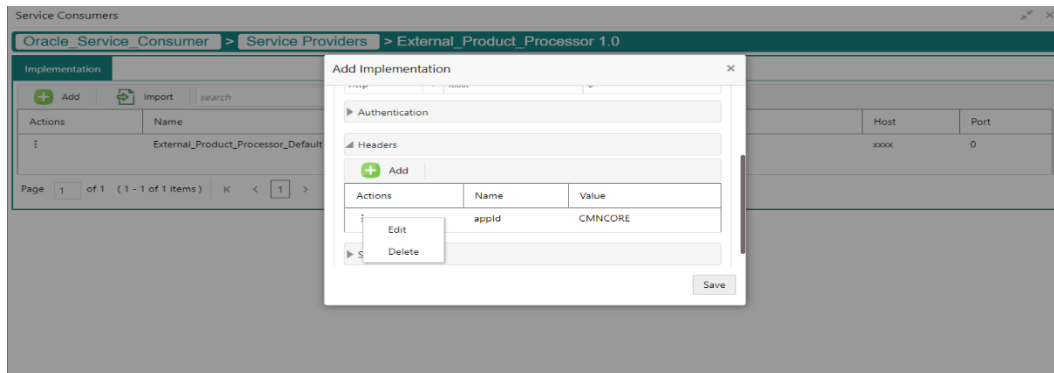 Service Consumers
Oracle_Service_Consumer > Service Providers > External_Product_Processor 1.0
Implementation
Add Import search
Actions Name Host Port
External_Product_Processor_Default xxxx 0
Page 1 of 1 (1 - 1 of 1 items) K < 1 >
Add Implementation ×
Authentication
Headers
Add
Actions Name Value
appId CMNCORE
Edit
Delete
S
Save